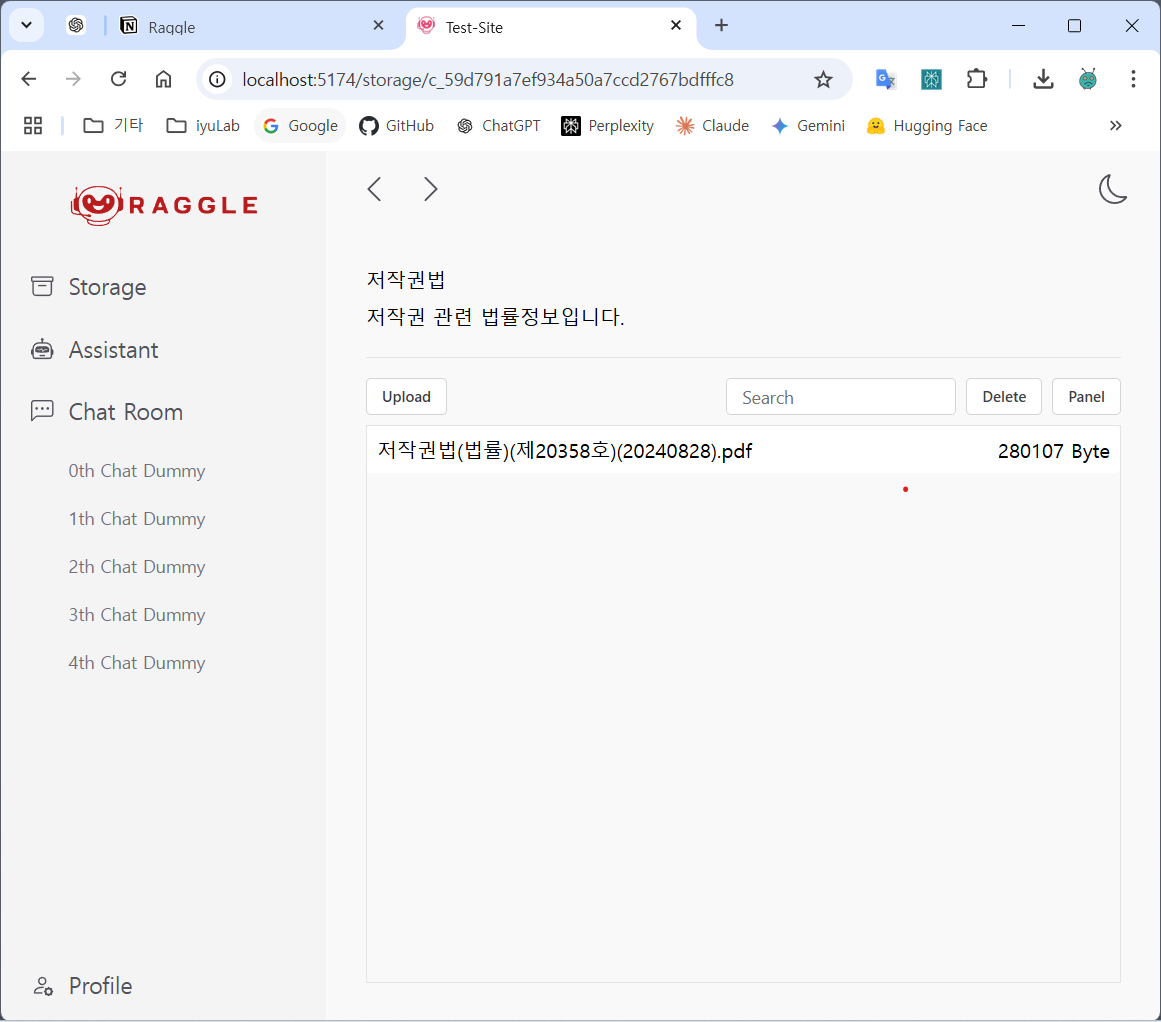 Raggle
Test-Site
localhost:5174/storage/c_59d791a7ef934a50a7ccd2767bdfffc8
기타 iyuLab Google GitHub ChatGPT Perplexity Claude Gemini Hugging Face
RAGGLE
Storage
Assistant
Chat Room
0th Chat Dummy
1th Chat Dummy
2th Chat Dummy
3th Chat Dummy
4th Chat Dummy
Profile
저작권법
저작권 관련 법률정보입니다.
Upload Search Delete Panel
저작권법(법률)(제20358호)(20240828).pdf 280107 Byte